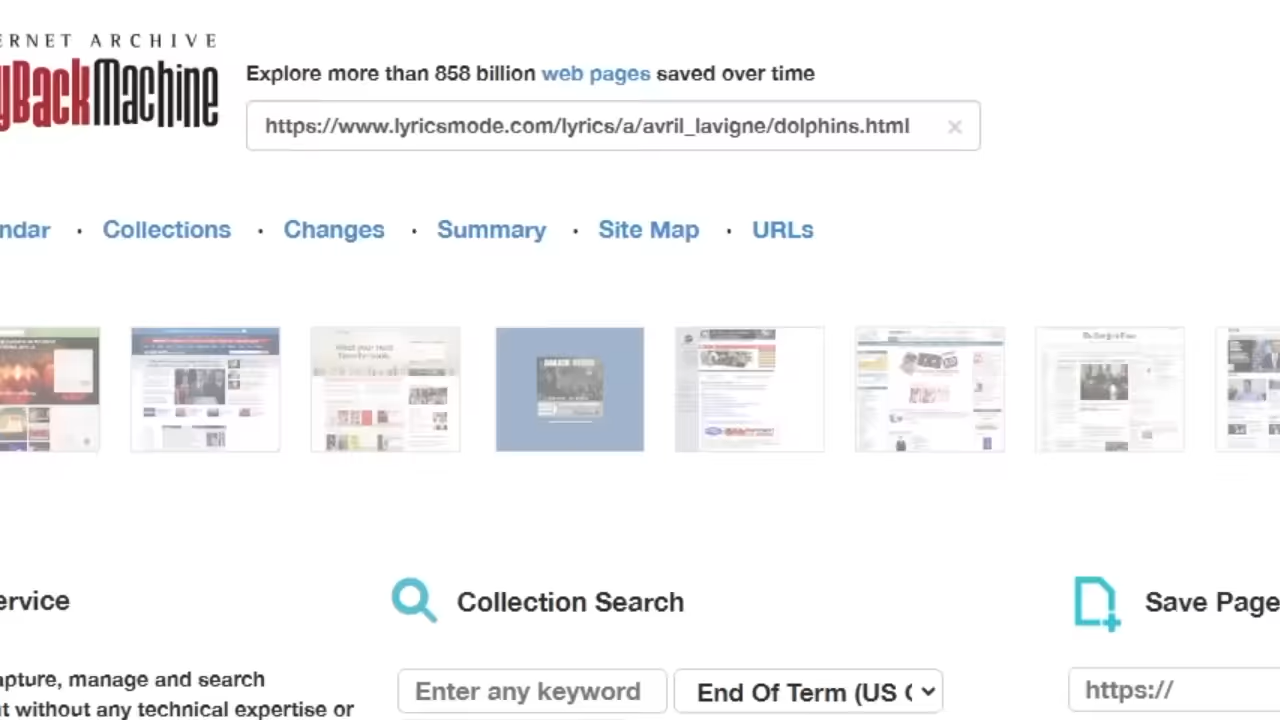 ERNET ARCHIVE
yBackMachine
Explore more than 858 billion web pages saved over time
https://www.lyricsmode.com/lyrics/a/avril_lavigne/dolphins.html ×
ndar · Collections · Changes · Summary · Site Map · URLs
ervice
Collection Search
Save Page
apture, manage and search
t without any technical expertise or
Enter any keyword
End Of Term (US C
https://